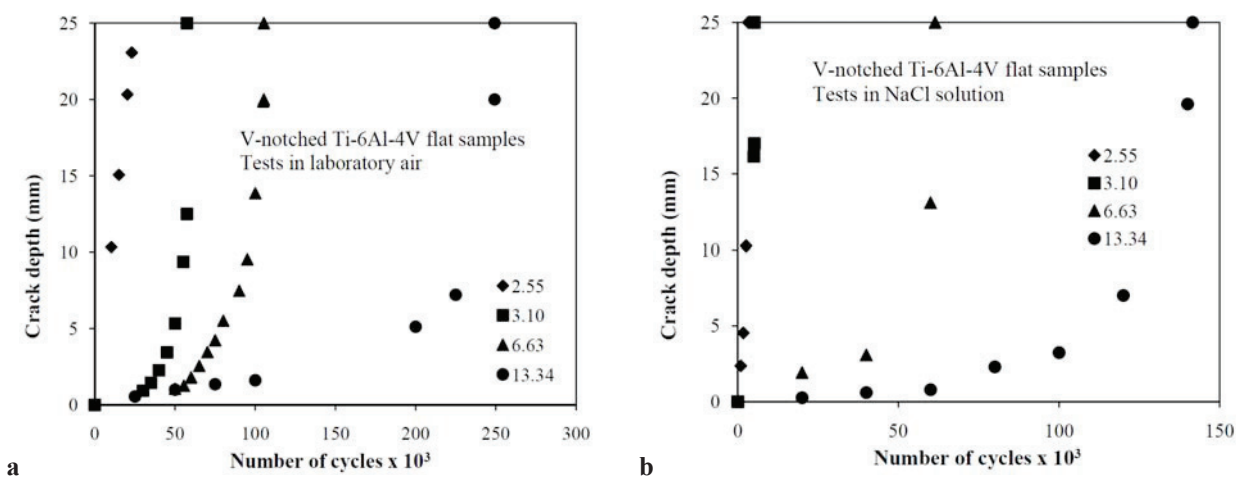 25
20
15
10
5
0
Crack depth (mm)
V-notched Ti-6Al-4V flat samples
Tests in laboratory air
2.55
3.10
6.63
13.34
0 50 100 150 200 250 300
Number of cycles x 10³
a
25
20
15
10
5
0
Crack depth (mm)
V-notched Ti-6Al-4V flat samples
Tests in NaCl solution
2.55
3.10
6.63
13.34
0 50 100 150
Number of cycles x 10³
b